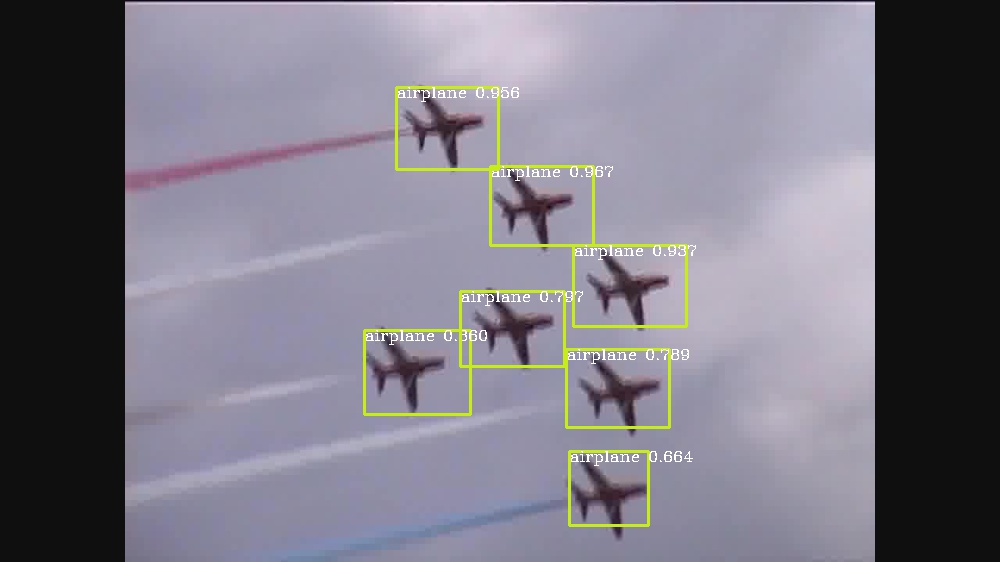 airplane 0.956
airplane 0.967
airplane 0.937
airplane 0.797
airplane 0.360
airplane 0.789
airplane 0.664